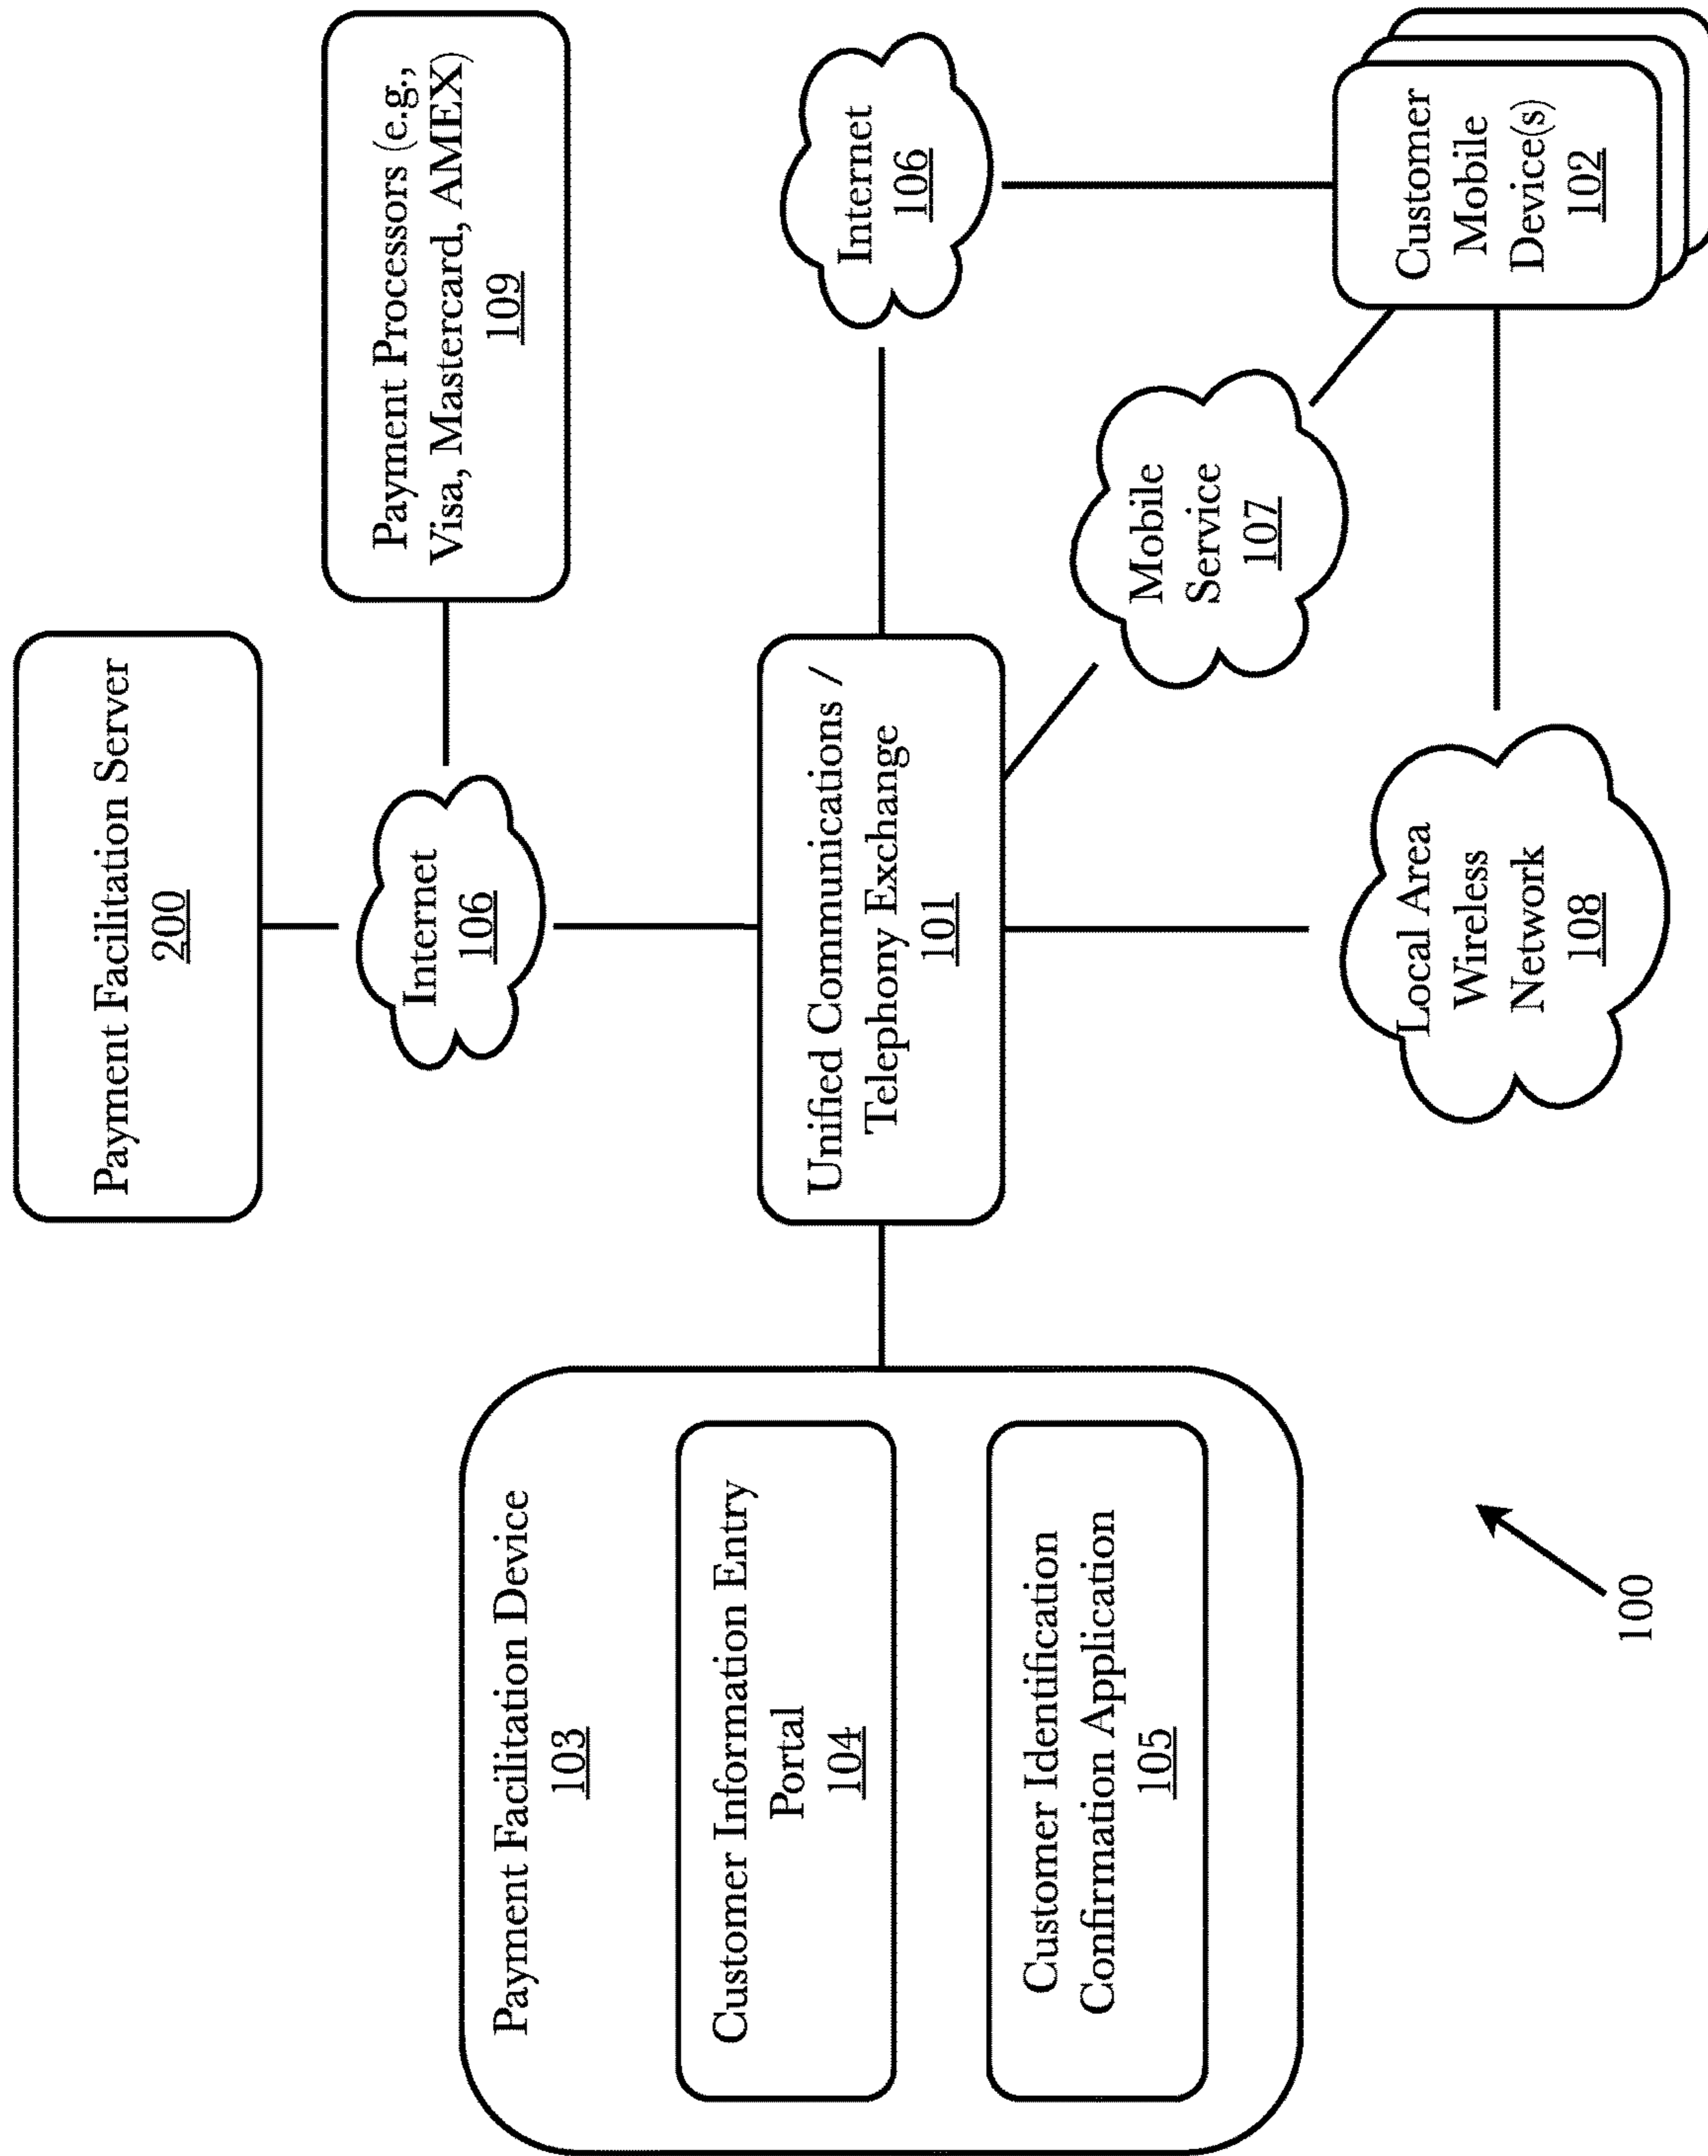 Payment Facilitation Server
200
Payment Processors (e.g.,
Visa, Mastercard, AMEX)
109
Internet
106
Payment Facilitation Device
103
Customer Information Entry
Portal
104
Customer Identification
Confirmation Application
105
Unified Communications /
Telephony Exchange
101
Internet
106
Mobile
Service
107
Local Area
Wireless
Network
108
Customer
Mobile
Device(s)
102
100